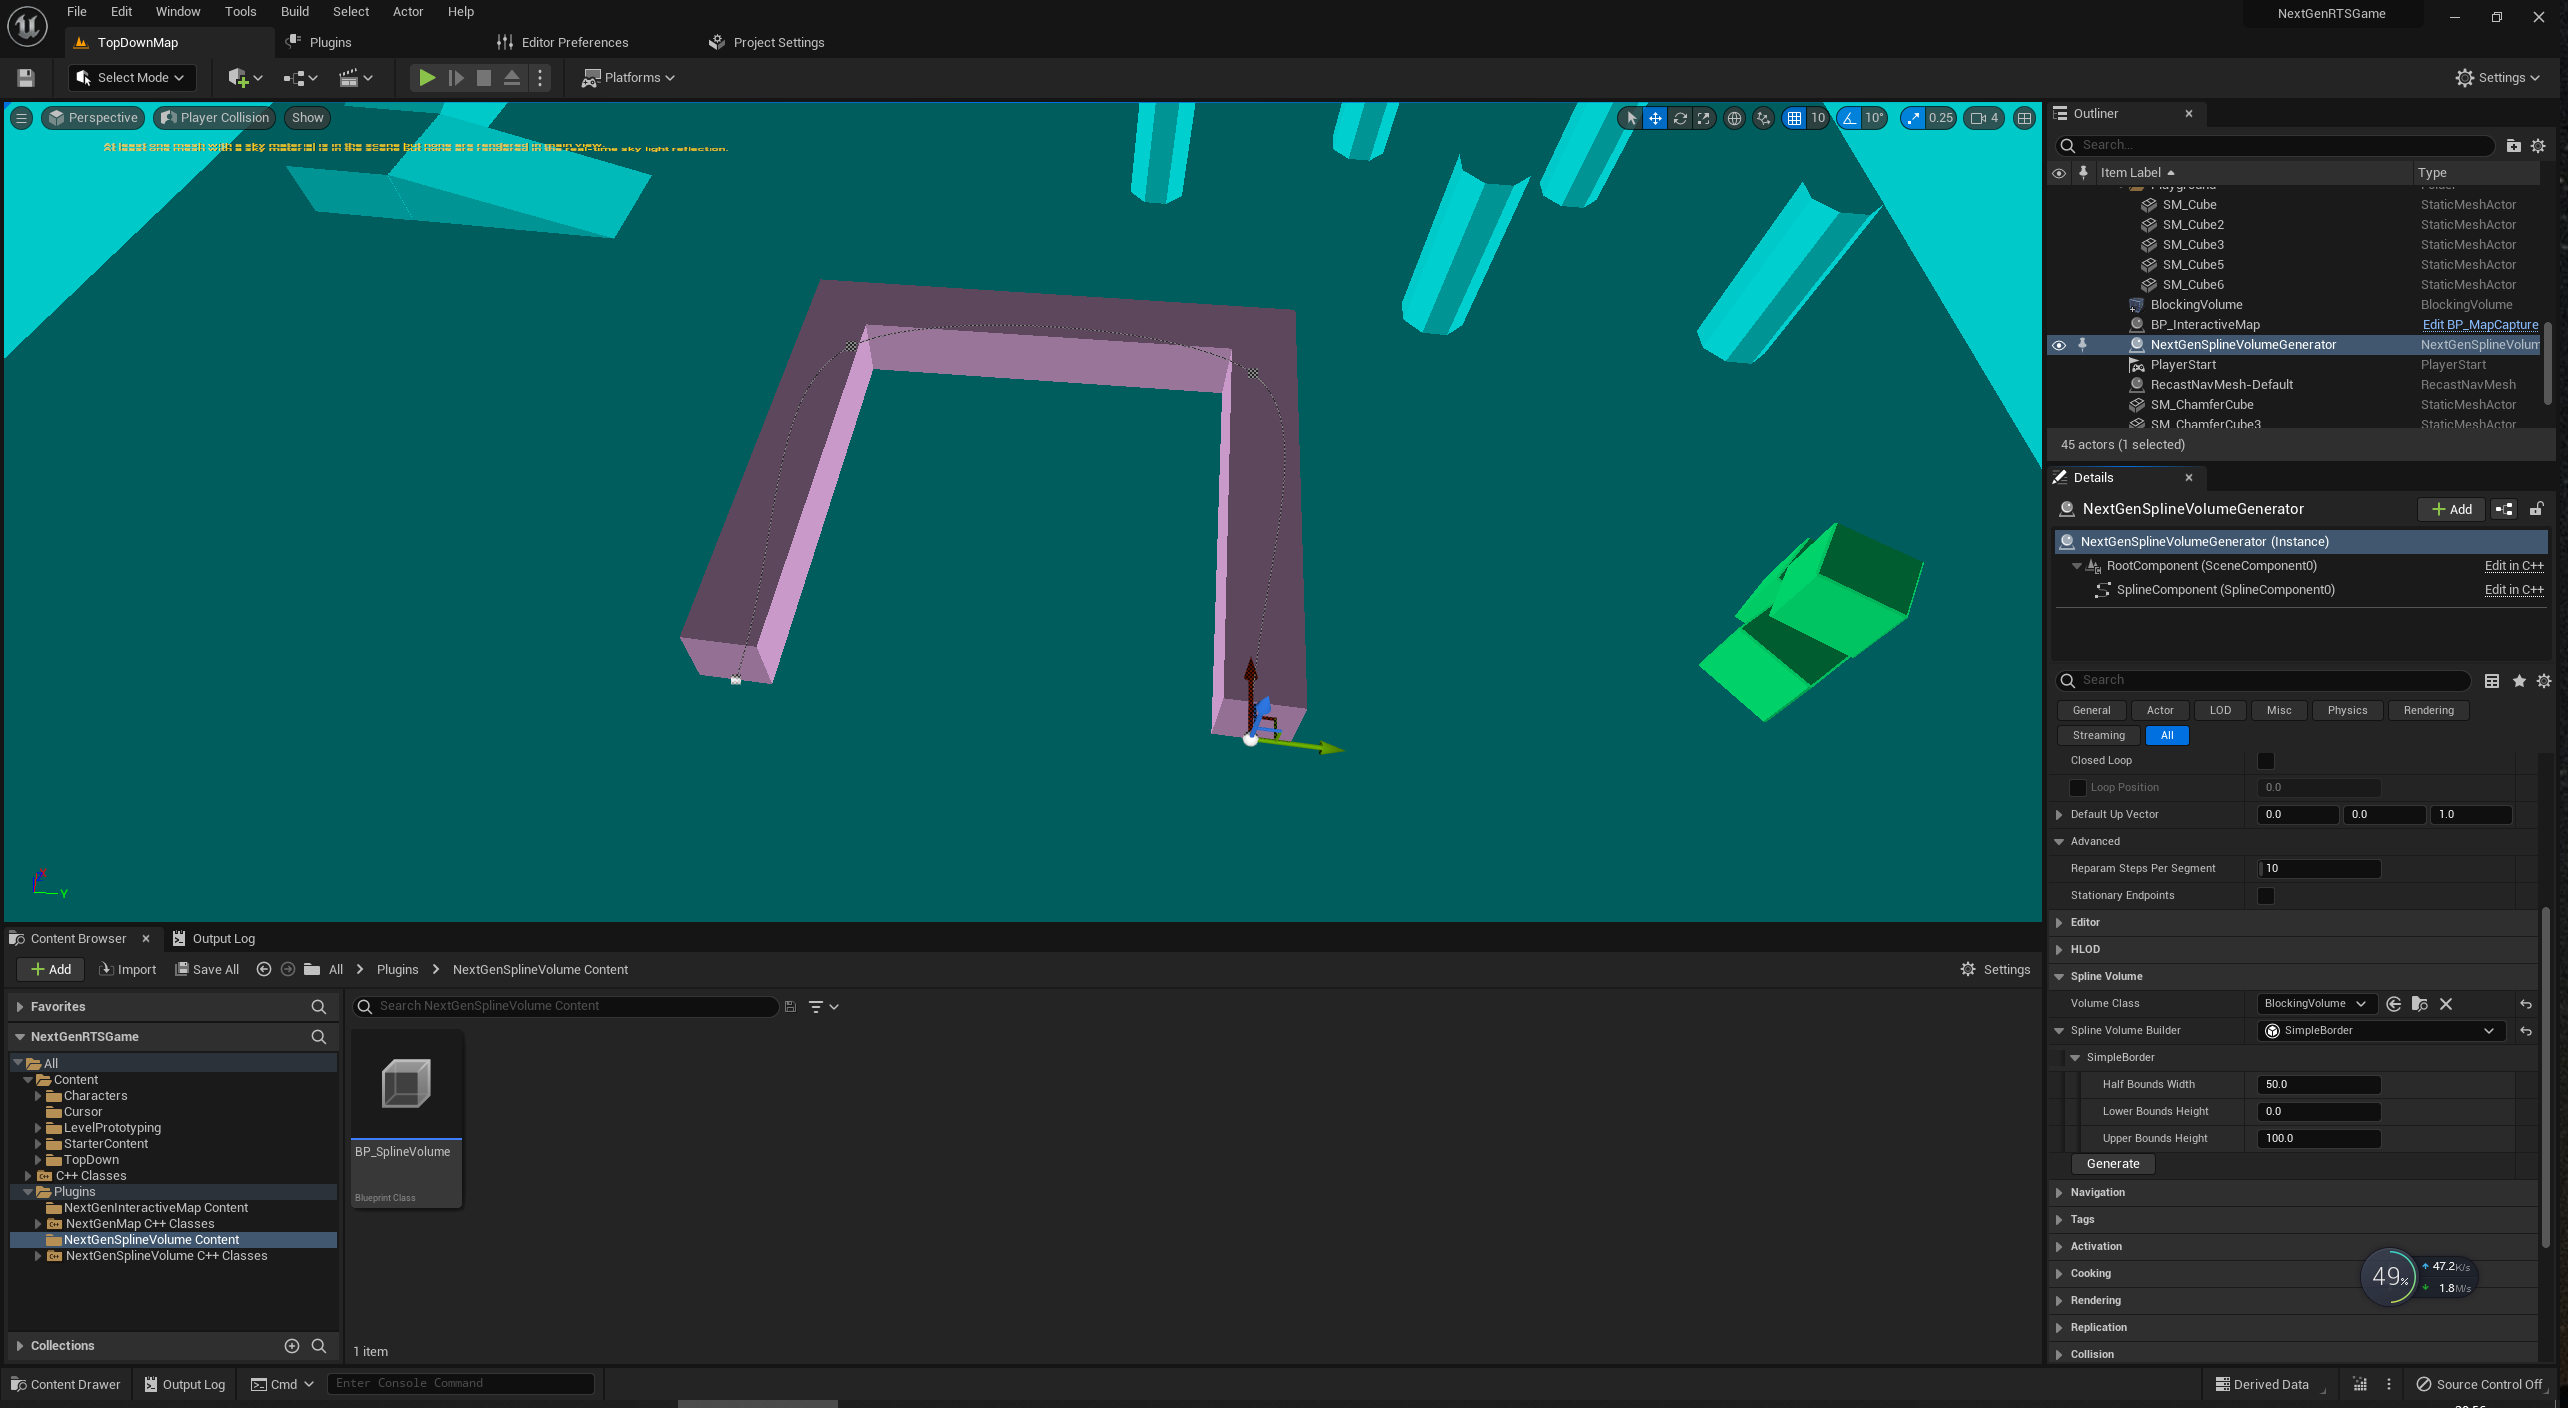 File Edit Window Tools Build Select Actor Help
NextGenRTSGame
TopDownMap Plugins Editor Preferences Project Settings
Select Mode Platforms Settings
Perspective Player Collision Show 10 10° 0.25 4
At least one mesh with a sky material is in the scene but none are rendered in main view.
Y
Outliner
Search...
Item Label Type
Playground Folder
SM_Cube StaticMeshActor
SM_Cube2 StaticMeshActor
SM_Cube3 StaticMeshActor
SM_Cube5 StaticMeshActor
SM_Cube6 StaticMeshActor
BlockingVolume BlockingVolume
BP_InteractiveMap Edit BP_MapCapture
NextGenSplineVolumeGenerator NextGenSplineVolum
PlayerStart PlayerStart
RecastNavMesh-Default RecastNavMesh
SM_ChamferCube StaticMeshActor
SM_ChamferCube3 StaticMeshActor
45 actors (1 selected)
Details
NextGenSplineVolumeGenerator Add
NextGenSplineVolumeGenerator (Instance)
RootComponent (SceneComponent0) Edit in C++
SplineComponent (SplineComponent0) Edit in C++
Search
General Actor LOD Misc Physics Rendering
Streaming All
Closed Loop
Loop Position 0.0
Default Up Vector 0.0 0.0 1.0
Advanced
Reparam Steps Per Segment 10
Stationary Endpoints
Editor
HLOD
Spline Volume
Volume Class BlockingVolume
Spline Volume Builder SimpleBorder
SimpleBorder
Half Bounds Width 50.0
Lower Bounds Height 0.0
Upper Bounds Height 100.0
Generate
Navigation
Tags
Activation
Cooking
Rendering
Replication
Collision
49% 47.2K/s
1.8M/s
Content Browser Output Log
Add Import Save All All Plugins NextGenSplineVolume Content Settings
Favorites
Search NextGenSplineVolume Content
NextGenRTSGame
All
Content
Characters
Cursor
LevelPrototyping
StarterContent
TopDown
C++ Classes
Plugins
NextGenInteractiveMap Content
NextGenMap C++ Classes
NextGenSplineVolume Content
NextGenSplineVolume C++ Classes
BP_SplineVolume
Blueprint Class
Collections
1 item
Content Drawer Output Log Cmd Enter Console Command Derived Data Source Control Off